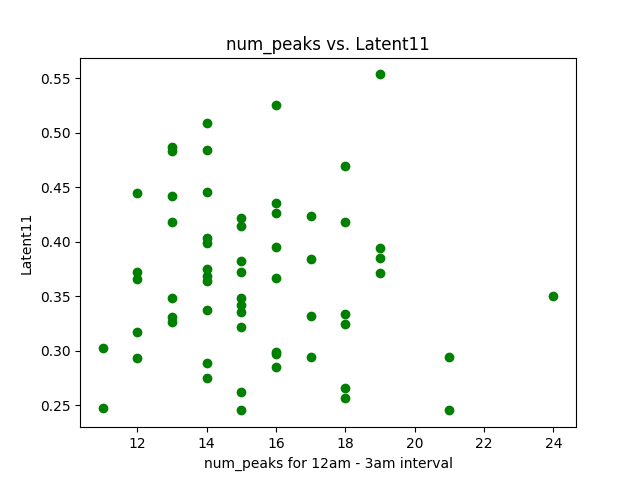 num_peaks vs. Latent11
0.55
0.50
0.45
0.40
0.35
0.30
0.25
Latent11
12 14 16 18 20 22 24
num_peaks for 12am - 3am interval